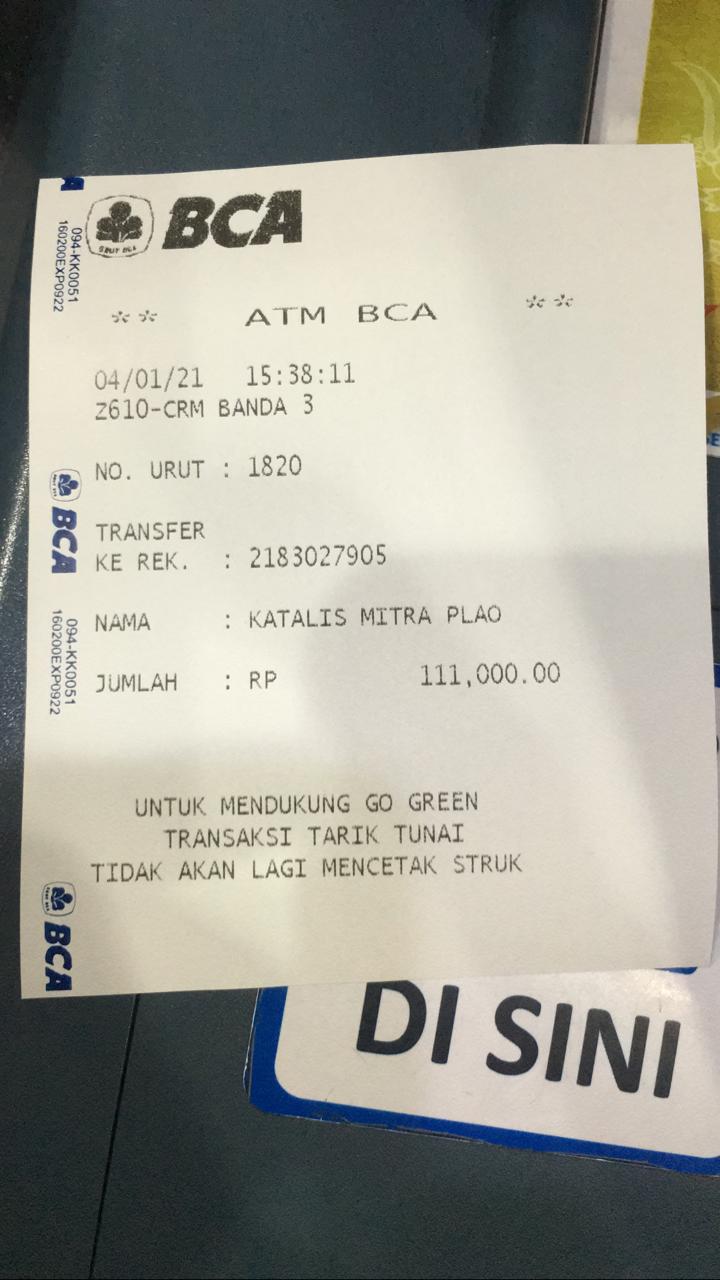 BCA
** ATM BCA **
04/01/21 15:38:11
Z610-CRM BANDA 3
NO. URUT : 1820
TRANSFER
KE REK. : 2183027905
NAMA : KATALIS MITRA PLAO
JUMLAH : RP 111,000.00
UNTUK MENDUKUNG GO GREEN
TRANSAKSI TARIK TUNAI
TIDAK AKAN LAGI MENCETAK STRUK
094-KK0051
160200EXP0922
BCA
094-KK0051
160200EXP0922
BCA
DI SINI